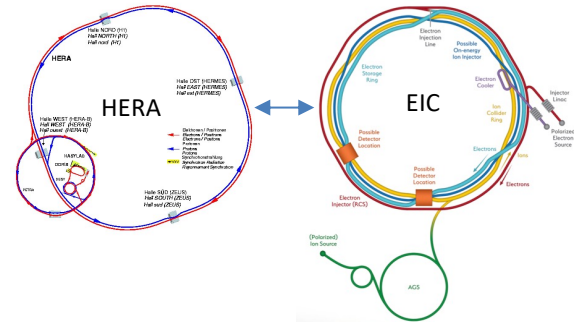 Halle NORD (H1)
Hall NORTH (H1)
Hall nord (H1)
HERA
Halle OST (HERMES)
Hall EAST (HERMES)
Hall est (HERMES)
HERA
Halle WEST (HERA-B)
Hall WEST (HERA-B)
Hall ouest (HERA-B)
Elektronen / Positronen
Electrons / Positrons
Electrons / Positons
Protonen
Protons
Protons
Synchrotronstrahlung
Synchrotron Radiation
HASYLAB
DORIS
PETRA
Halle SÜD (ZEUS)
Hall SOUTH (ZEUS)
Hall sud (ZEUS)
EIC
Electron
Injection
Line
Possible
On-energy
Ion Injector
Electron
Storage
Ring
Electron
Cooler
Injector
Linac
Ion
Collider
Ring
Polarized
Electron
Source
Possible
Detector
Location
Electrons
Ions
Possible
Detector
Location
Electrons
Electron
Injector (RCS)
(Polarized)
Ion Source
AGS